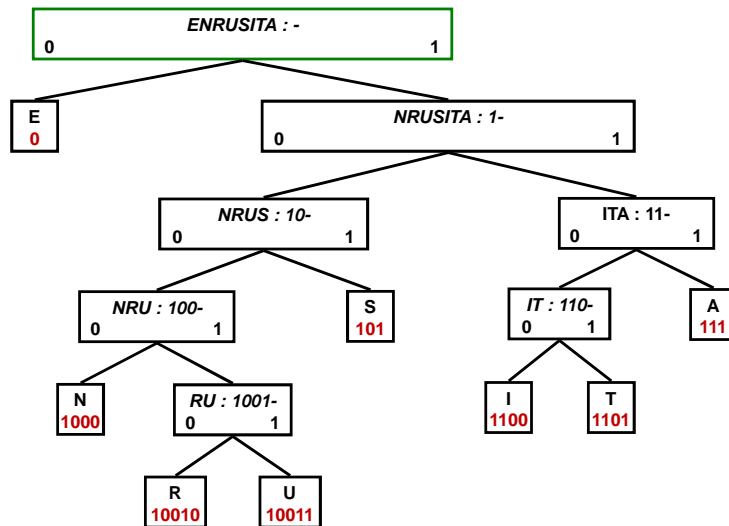 ENRUSITA : -
0 1
E
0
NRUSITA : 1-
0 1
NRUS : 10-
0 1
ITA : 11-
0 1
NRU : 100-
0 1
S
101
IT : 110-
0 1
A
111
N
1000
RU : 1001-
0 1
I
1100
T
1101
R
10010
U
10011